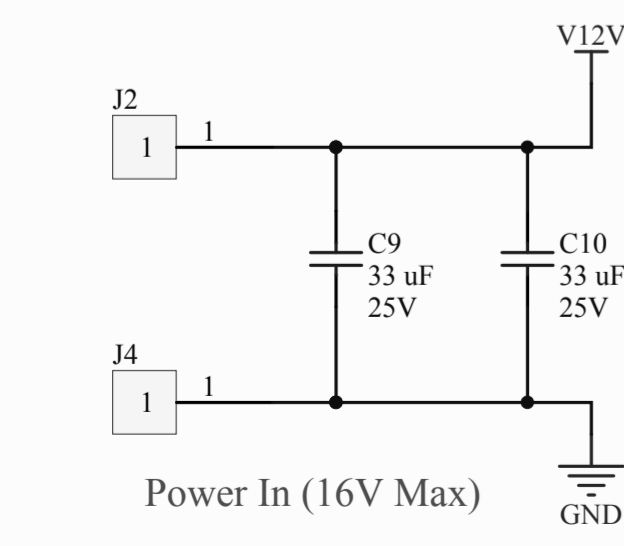 V12V
J2
1
1
C9
33 uF
25V
C10
33 uF
25V
J4
1
1
Power In (16V Max)
GND